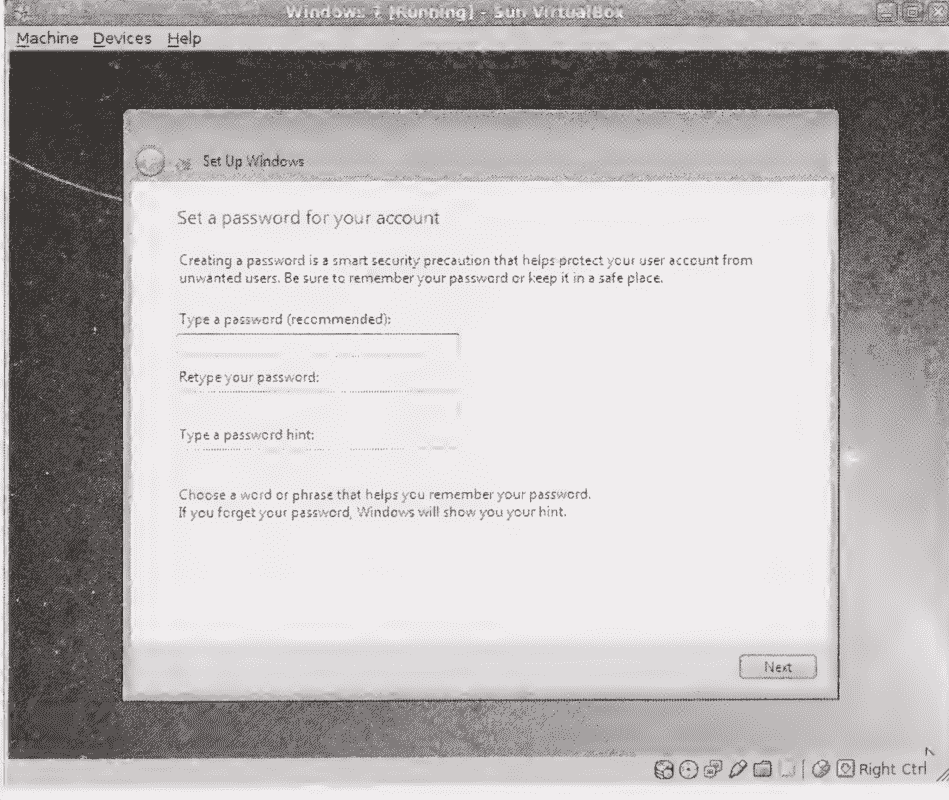 Windows 7 [Running] - Sun VirtualBox
Machine Devices Help
Set Up Windows
Set a password for your account
Creating a password is a smart security precaution that helps protect your user account from
unwanted users. Be sure to remember your password or keep it in a safe place.
Type a password (recommended):
Retype your password:
Type a password hint:
Choose a word or phrase that helps you remember your password.
If you forget your password, Windows will show you your hint.
Next
Right Ctrl